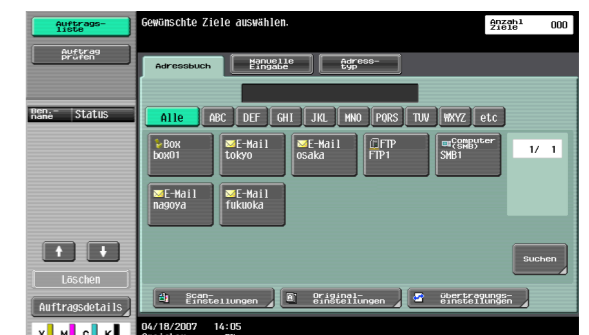 Auftrags-
liste
Gewünschte Ziele auswählen.
Anzahl
Ziele
000
Auftrag
prüfen
Adressbuch
Manuelle
Eingabe
Adress-
typ
Ben.-
name
Status
Alle
ABC
DEF
GHI
JKL
MNO
PQRS
TUV
WXYZ
etc
Box
box01
E-Mail
tokyo
E-Mail
osaka
FTP
FTP1
Computer
(SMB)
SMB1
1/ 1
E-Mail
nagoya
E-Mail
fukuoka
Suchen
Löschen
Scan-
Einstellungen
Original-
einstellungen
Übertragungs-
einstellungen
Auftragsdetails
04/18/2007 14:05
Y
M
C
K